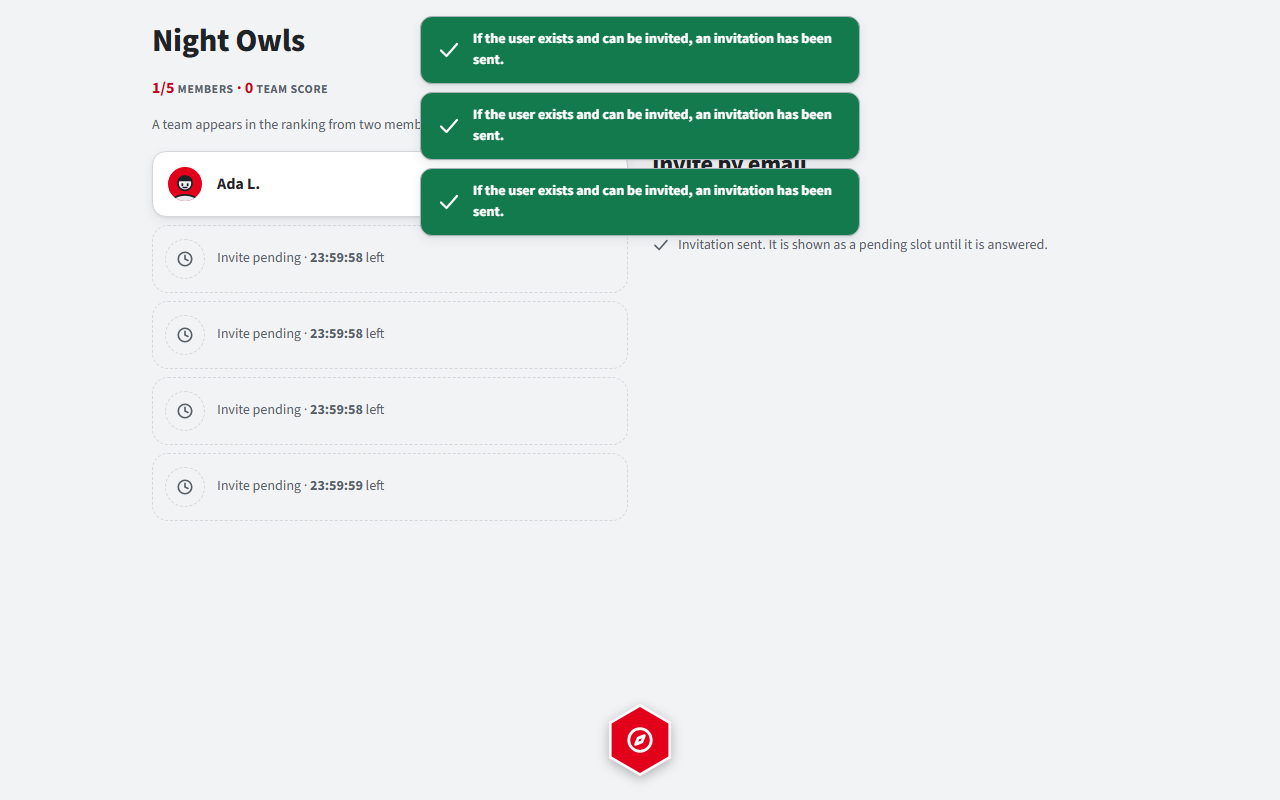 Night Owls
1/5 MEMBERS · 0 TEAM SCORE
A team appears in the ranking from two
Ada L.
Invite pending · 23:59:58 left
Invite pending · 23:59:58 left
Invite pending · 23:59:58 left
Invite pending · 23:59:59 left
If the user exists and can be invited, an invitation has been
sent.
If the user exists and can be invited, an invitation has been
sent.
If the user exists and can be invited, an invitation has been
sent.
Invite by email
Invitation sent. It is shown as a pending slot until it is answered.